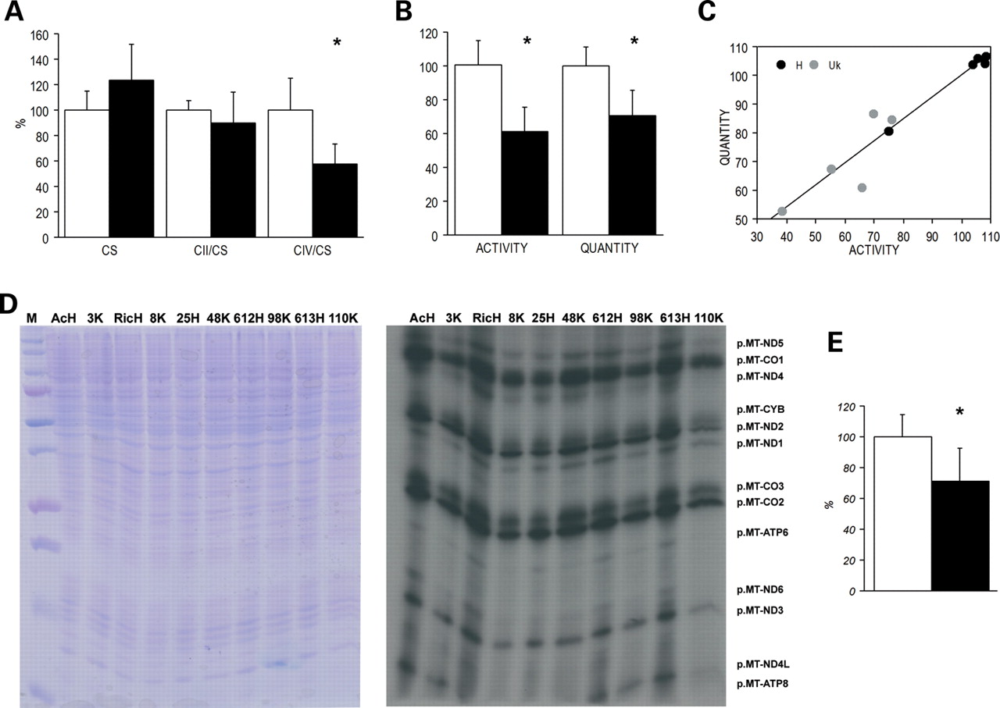 A
160
140
120
100
80
60
40
20
0
%
*
CS CII/CS CIV/CS
B
120
100
80
60
40
20
0
* *
ACTIVITY QUANTITY
C
H Uk
110
100
90
80
70
60
50
QUANTITY
30 40 50 60 70 80 90 100 110
ACTIVITY
D
M AcH 3K RicH 8K 25H 48K 612H 98K 613H 110K
AcH 3K RicH 8K 25H 48K 612H 98K 613H 110K
p.MT-ND5
p.MT-CO1
p.MT-ND4
p.MT-CYB
p.MT-ND2
p.MT-ND1
p.MT-CO3
p.MT-CO2
p.MT-ATP6
p.MT-ND6
p.MT-ND3
p.MT-ND4L
p.MT-ATP8
E
120
100
80
60
40
20
0
%
*